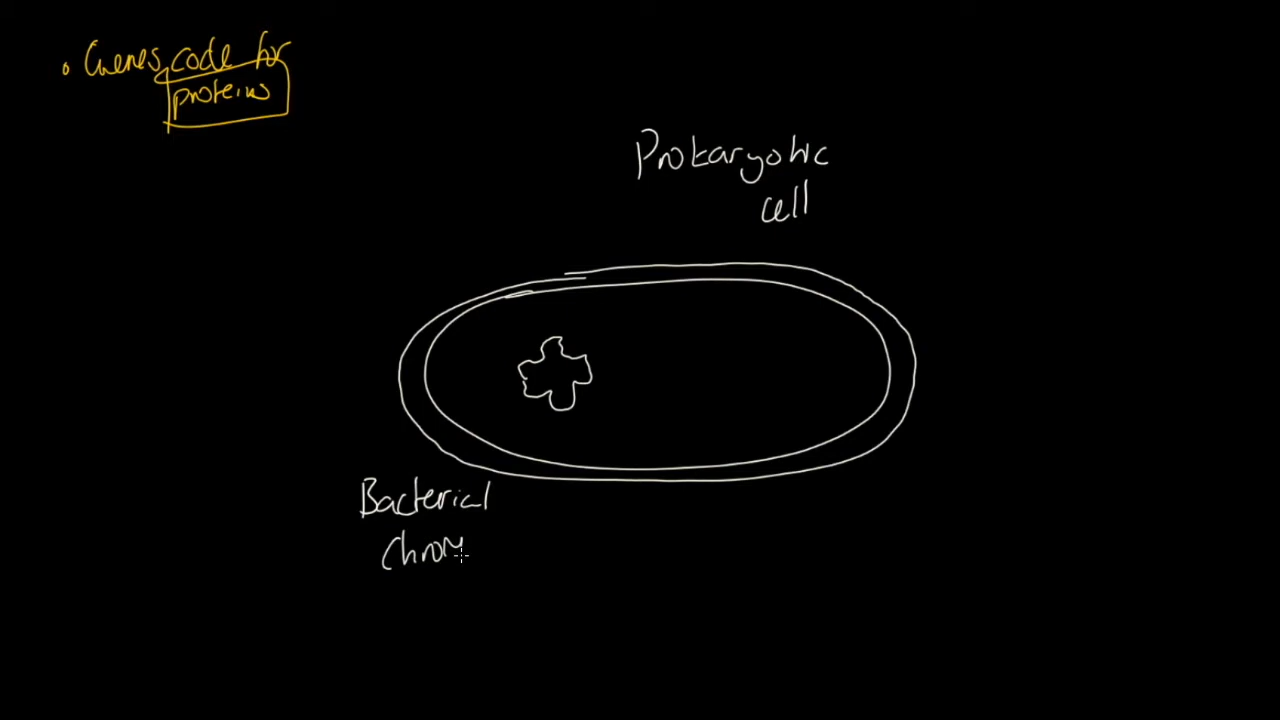 • Genes code for
proteins
Prokaryotic
cell
Bacterial
Chrom